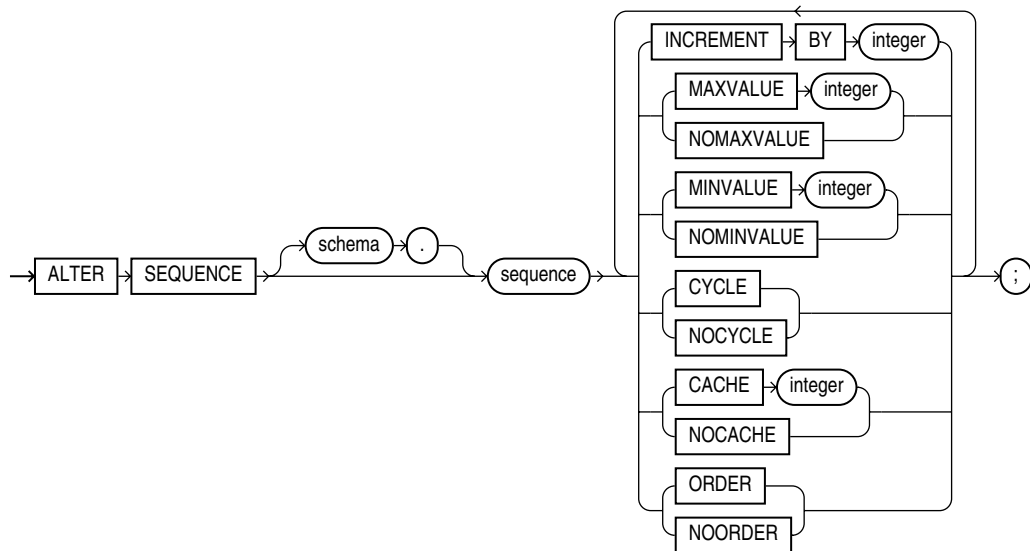 INCREMENT BY integer
MAXVALUE integer
NOMAXVALUE
MINVALUE integer
NOMINVALUE
schema .
ALTER SEQUENCE sequence ;
CYCLE
NOCYCLE
CACHE integer
NOCACHE
ORDER
NOORDER